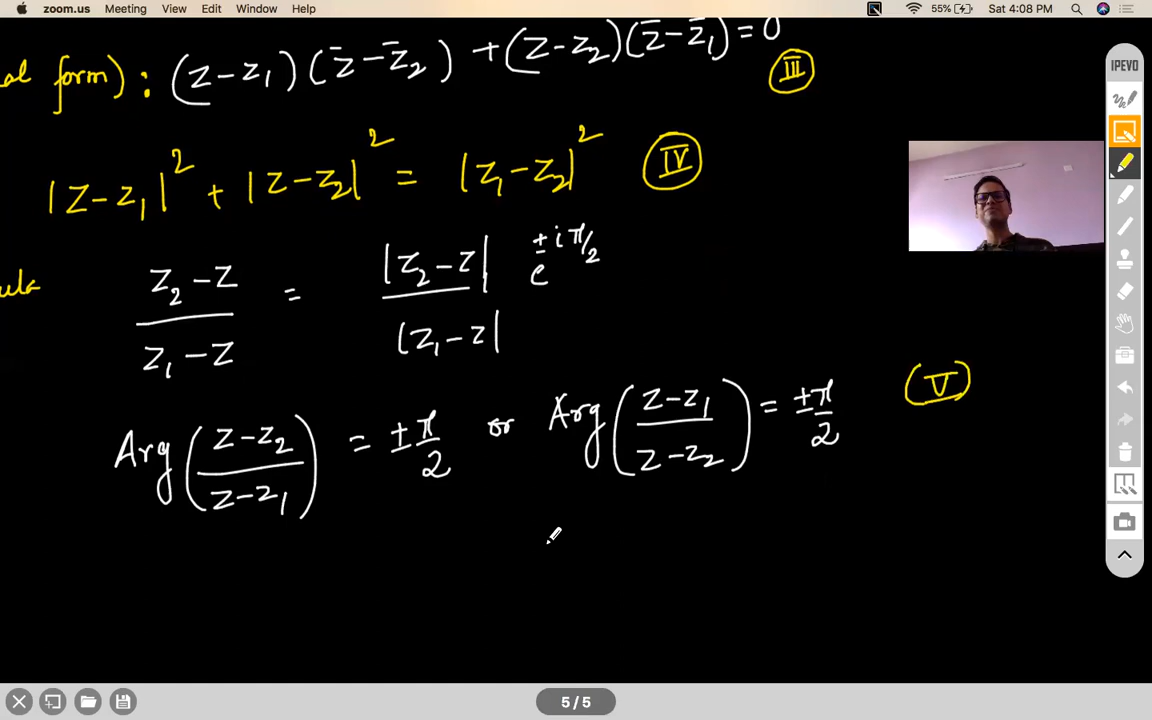 zoom.us Meeting View Edit Window Help 55% Sat 4:08 PM
al form) : (z-z₁)(z̄-z̄₂) + (z-z₂)(z̄-z̄₁) = 0
III
IPEVO
|z-z₁|² + |z-z₂|² = |z₁-z₂|² IV
ula (z₂-z)/(z₁-z) = |z₂-z|/|z₁-z| e^(±iπ/2)
Arg((z-z₂)/(z-z₁)) = ±π/2 or Arg((z-z₁)/(z-z₂)) = ±π/2 (V)
5/5